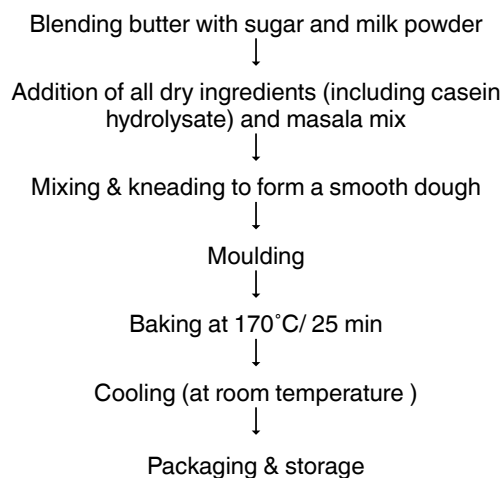 Blending butter with sugar and milk powder
Addition of all dry ingredients (including casein
hydrolysate) and masala mix
Mixing & kneading to form a smooth dough
Moulding
Baking at 170˚C/ 25 min
Cooling (at room temperature )
Packaging & storage